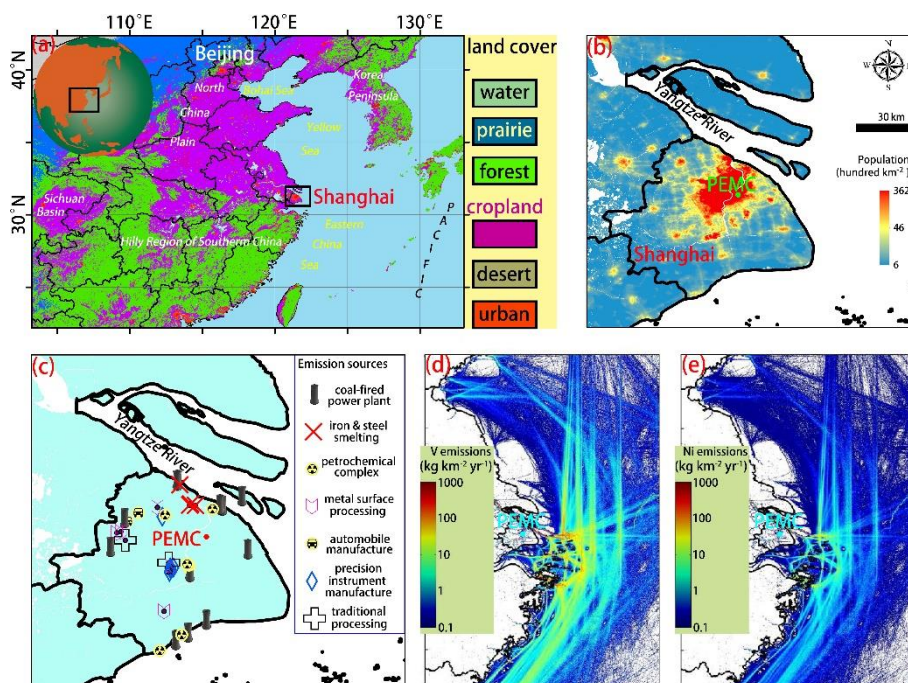 110°E
120°E
130°E
(a)
40°N
30°N
Beijing
North
China
Plain
Bohai Sea
Korea
Peninsula
Yellow
Sea
Sichuan
Basin
Shanghai
Hilly Region of Southern China
Eastern
China
Sea
P
A
C
I
F
I
C
land cover
water
prairie
forest
cropland
desert
urban
(b)
Yangtze River
PEMC
Shanghai
N
W
E
S
30 km
Population
(hundred km⁻²)
362
46
6
(c)
Yangtze River
PEMC
Emission sources
coal-fired
power plant
iron & steel
smelting
petrochemical
complex
metal surface
processing
automobile
manufacture
precision
instrument
manufacture
traditional
processing
(d)
V emissions
(kg km⁻² yr⁻¹)
1000
100
10
1
0.1
PEMC
(e)
Ni emissions
(kg km⁻² yr⁻¹)
1000
100
10
1
0.1
PEMC